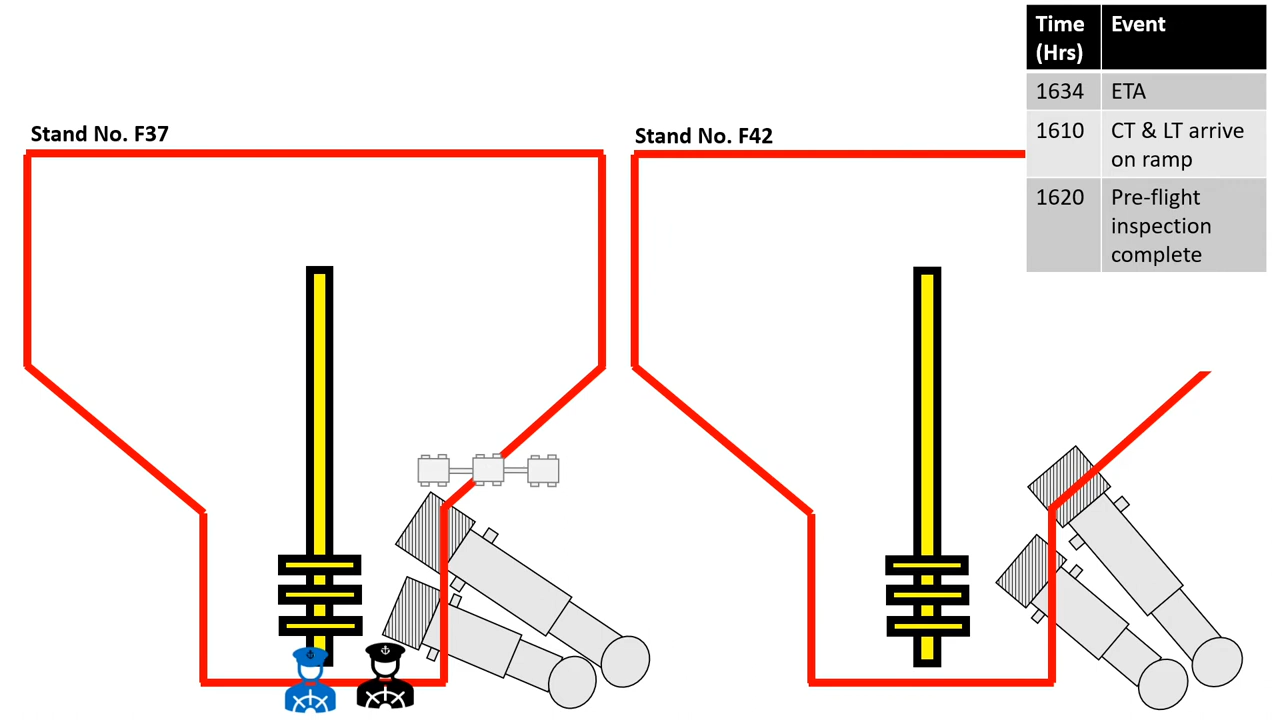 Stand No. F37
Stand No. F42
Time (Hrs) Event
1634 ETA
1610 CT & LT arrive on ramp
1620 Pre-flight inspection complete